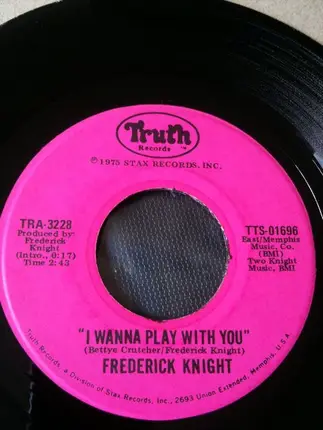 Truth
Records ™
© 1975 STAX RECORDS, INC.
TRA-3228
Produced by:
Frederick
Knight
(Intro., 0:17)
Time 2:43
TTS-01696
East/Memphis
Music, Co.
(BMI)
Two Knight
Music, BMI
"I WANNA PLAY WITH YOU"
(Bettye Crutcher/Frederick Knight)
FREDERICK KNIGHT
Truth Records, a Division of Stax Records, Inc., 2693 Union Extended, Memphis, U.S.A